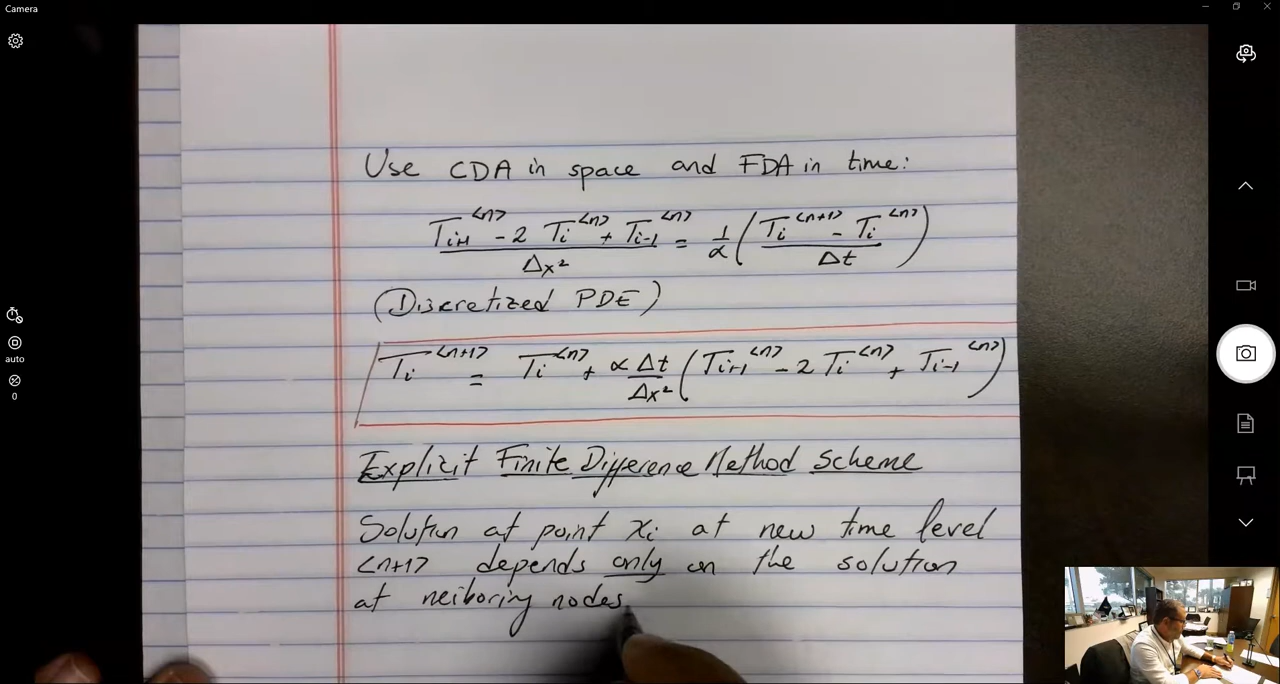 Camera
Use CDA in space and FDA in time:
(T_{i+1}^{<n>} - 2 T_i^{<n>} + T_{i-1}^{<n>}) / Δx² = 1/α ((T_i^{<n+1>} - T_i^{<n>}) / Δt)
(Discretized PDE)
T_i^{<n+1>} = T_i^{<n>} + α Δt / Δx² (T_{i+1}^{<n>} - 2 T_i^{<n>} + T_{i-1}^{<n>})
Explicit Finite Difference Method Scheme
Solution at point x_i at new time level
<n+1> depends only on the solution
at neiboring nodes
auto
0